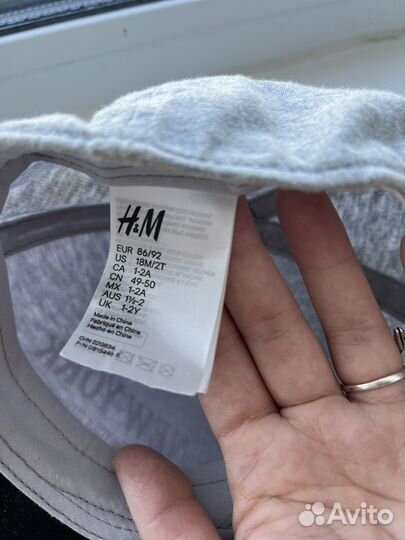 H&M
EUR 86/92
US 18M/2T
CA 1-2A
CN 49-50
MX 1-2A
AUS 1½-2
UK 1-2Y
Made in China
Fabriqué en Chine
Hecho en China
O/N 220934
Avito